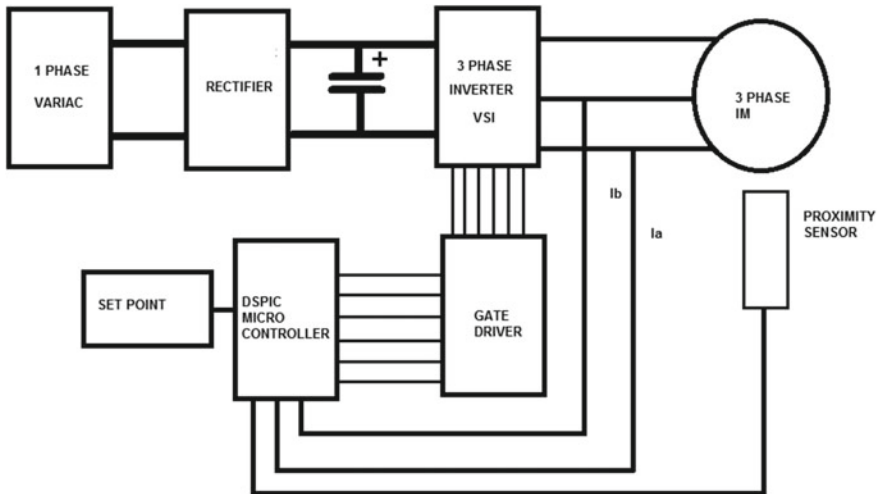 1 PHASE
VARIAC
RECTIFIER
+
3 PHASE
INVERTER
VSI
3 PHASE
IM
Ib
Ia
PROXIMITY
SENSOR
SET POINT
DSPIC
MICRO
CONTROLLER
GATE
DRIVER